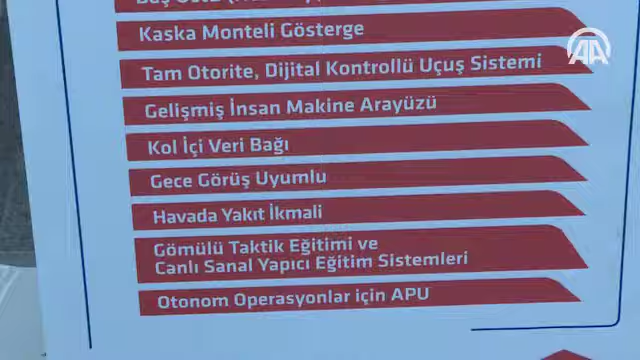 Kaska Monteli Gösterge
Tam Otorite, Dijital Kontrollü Uçuş Sistemi
Gelişmiş İnsan Makine Arayüzü
Kol İçi Veri Bağı
Gece Görüş Uyumlu
Havada Yakıt İkmali
Gömülü Taktik Eğitimi ve
Canlı Sanal Yapıcı Eğitim Sistemleri
Otonom Operasyonlar için APU
AA